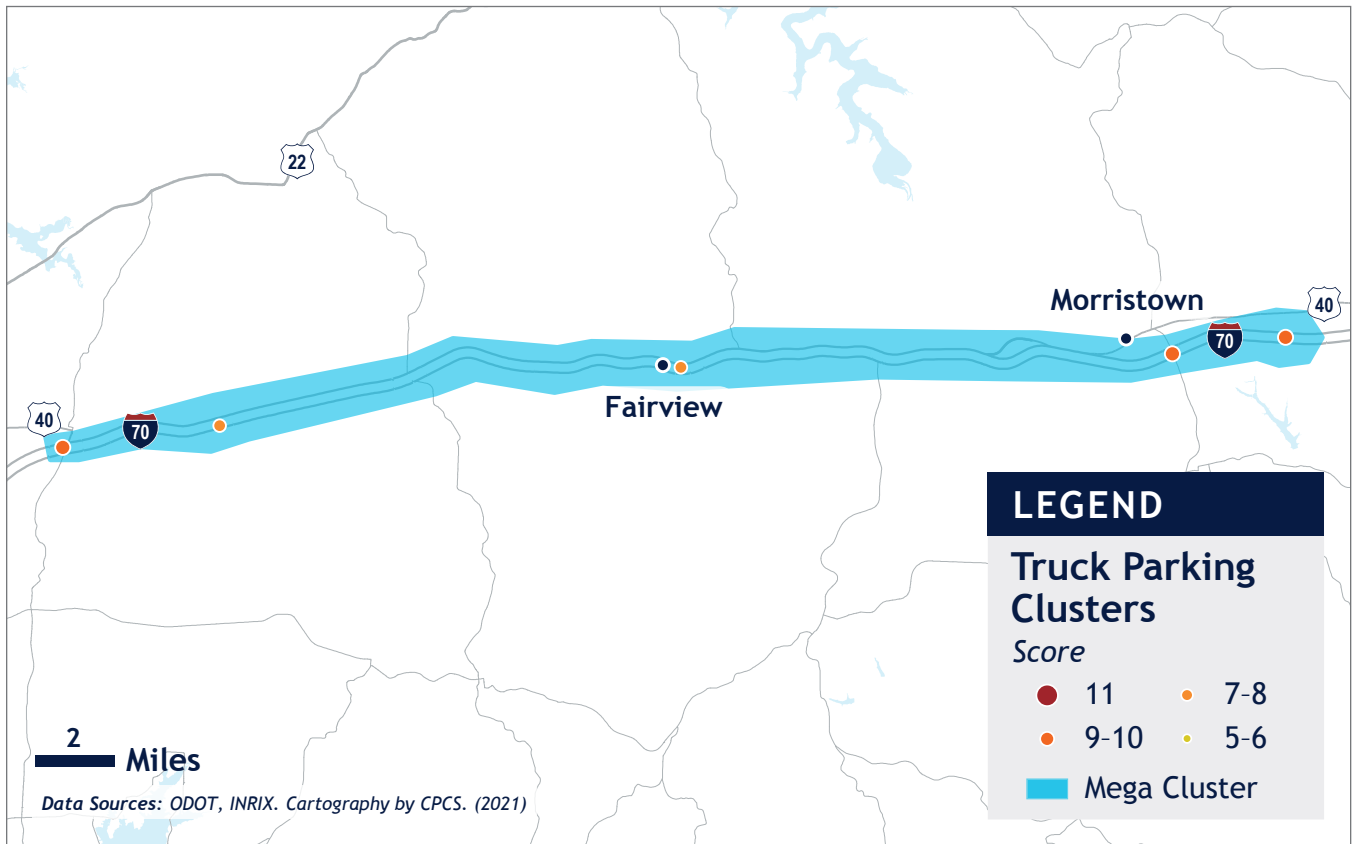 22
Morristown
40
70
Fairview
40
70
LEGEND
Truck Parking
Clusters
Score
11
7-8
9-10
5-6
Mega Cluster
2
Miles
Data Sources: ODOT, INRIX. Cartography by CPCS. (2021)